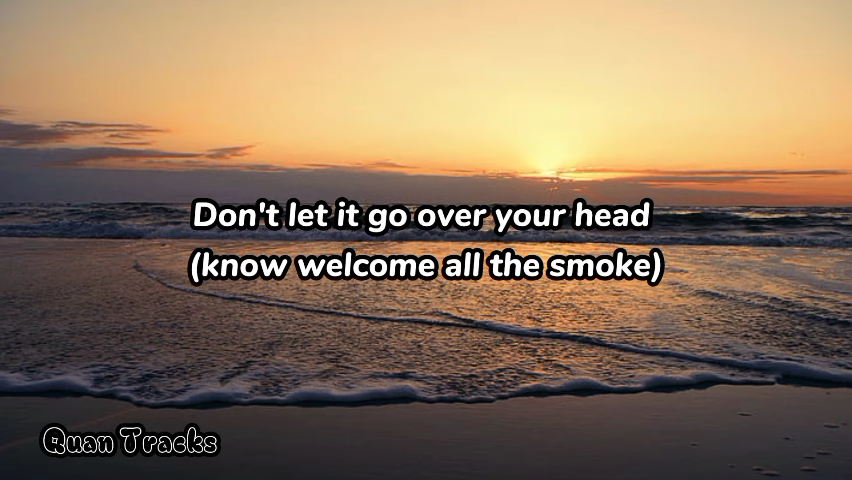 Don't let it go over your head
(know welcome all the smoke)
Quan Tracks